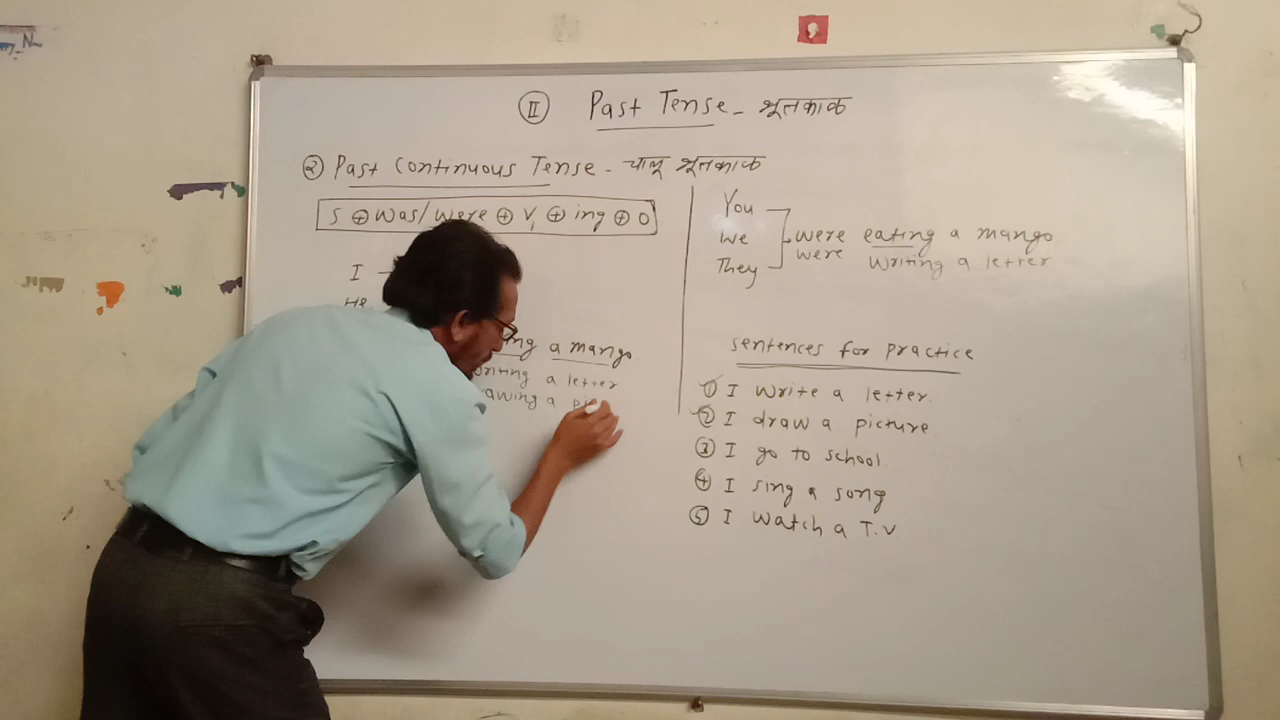 II Past Tense - भूतकाळ
② Past Continuous Tense - चालू भूतकाळ
S ⊕ Was/Were ⊕ V₁ ⊕ ing ⊕ O
I
He
a mango
writing a letter
a
You
We
They
were eating a mango
were writing a letter
sentences for practice
① I write a letter.
② I draw a picture
③ I go to school.
④ I sing a song
⑤ I watch a T.V